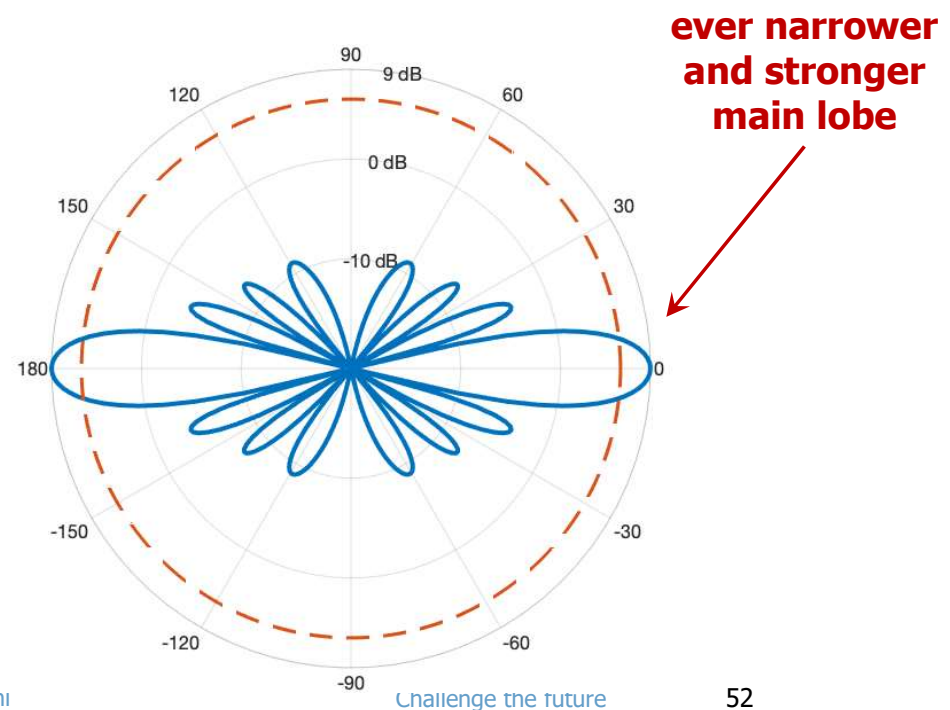 ever narrower
and stronger
main lobe
90
9 dB
120
60
0 dB
150
30
-10 dB
180
0
-150
-30
-120
-60
-90
Challenge the future
52